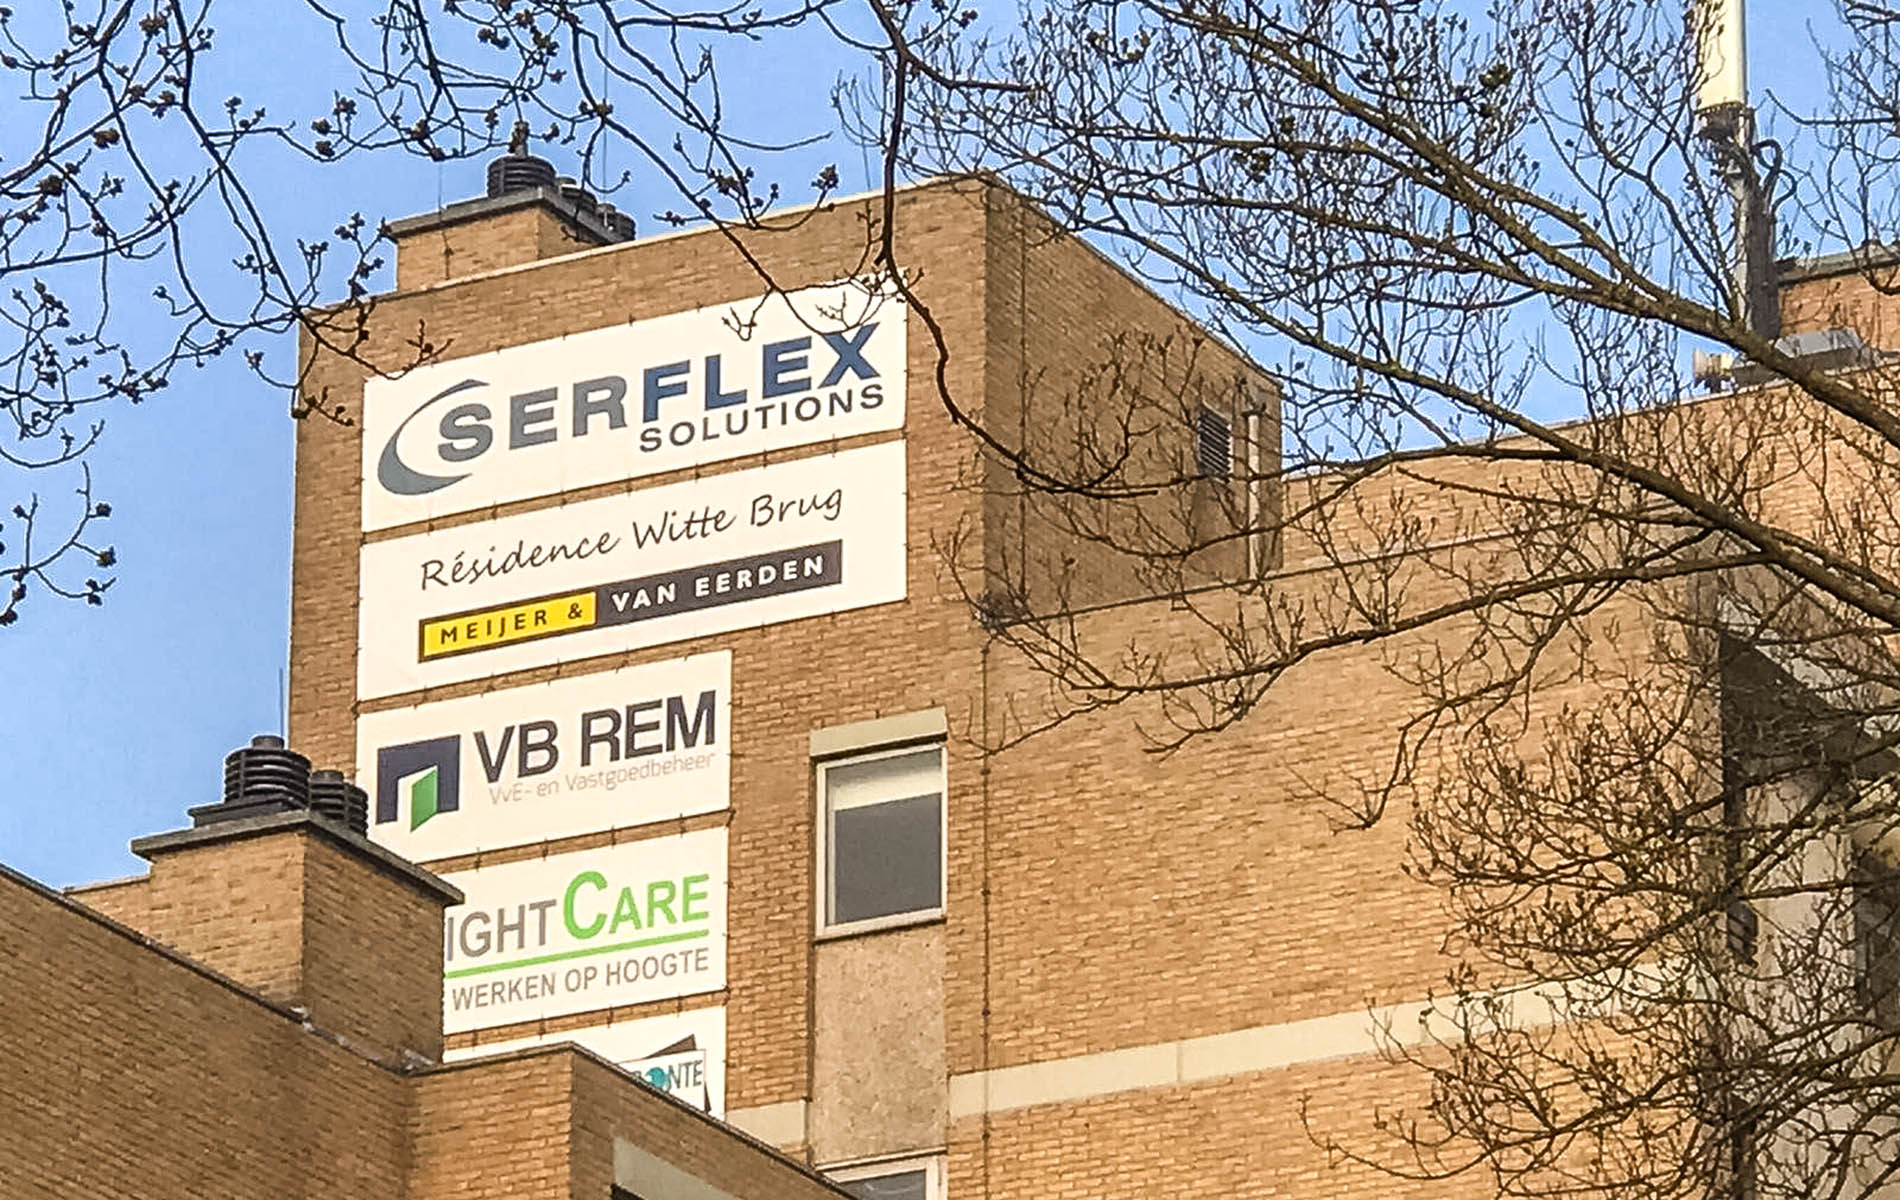 SERFLEX
SOLUTIONS
Résidence Witte Brug
MEIJER & VAN EERDEN
VB REM
VvE- en Vastgoedbeheer
IGHTCARE
WERKEN OP HOOGTE